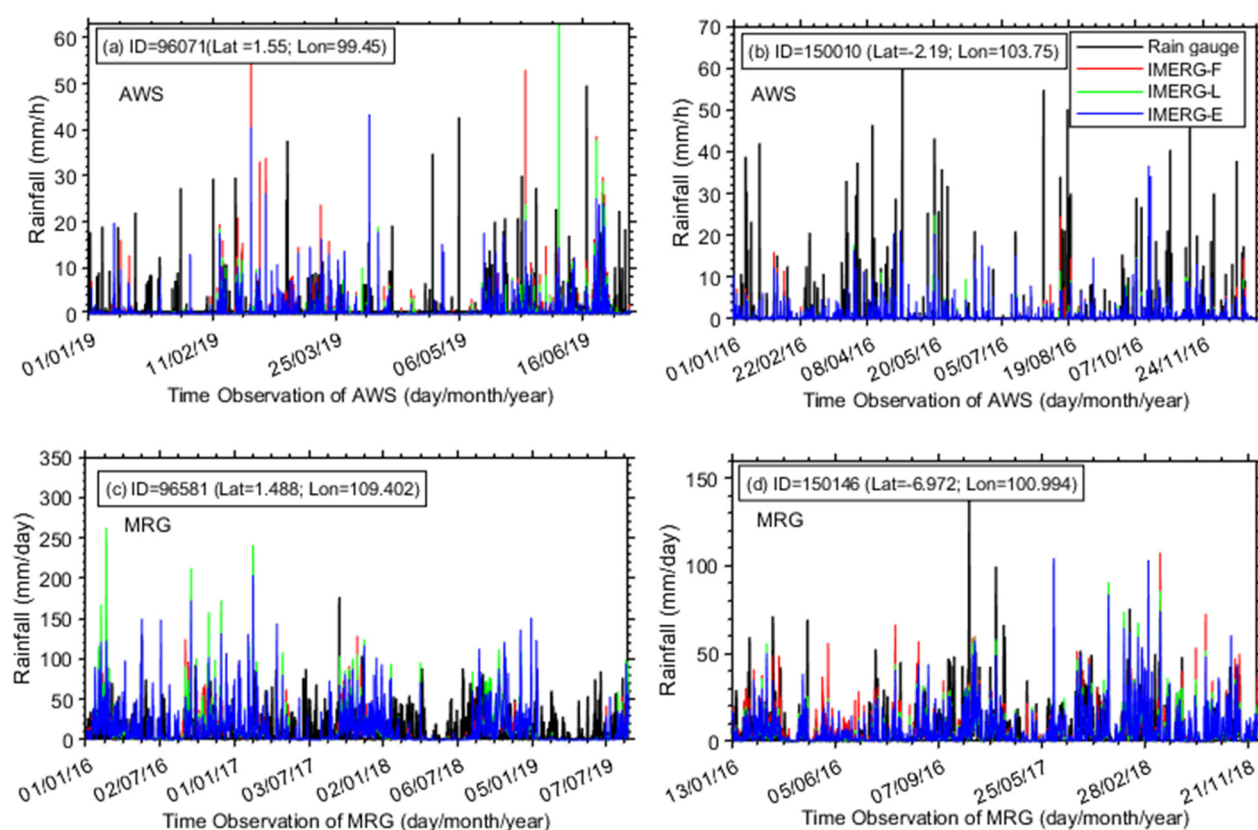 (a) ID=96071(Lat =1.55; Lon=99.45)
AWS
Rainfall (mm/h)
60
50
40
30
20
10
0
01/01/19
11/02/19
25/03/19
06/05/19
16/06/19
Time Observation of AWS (day/month/year)
(b) ID=150010 (Lat=-2.19; Lon=103.75)
AWS
Rain gauge
IMERG-F
IMERG-L
IMERG-E
Rainfall (mm/h)
70
60
50
40
30
20
10
0
01/01/16
22/02/16
08/04/16
20/05/16
05/07/16
19/08/16
07/10/16
24/11/16
Time Observation of AWS (day/month/year)
(c) ID=96581 (Lat=1.488; Lon=109.402)
MRG
Rainfall (mm/day)
350
300
250
200
150
100
50
0
01/01/16
02/07/16
01/01/17
03/07/17
02/01/18
06/07/18
05/01/19
07/07/19
Time Observation of MRG (day/month/year)
(d) ID=150146 (Lat=-6.972; Lon=100.994)
MRG
Rainfall (mm/day)
150
100
50
0
13/01/16
05/06/16
07/09/16
25/05/17
28/02/18
21/11/18
Time Observation of MRG (day/month/year)